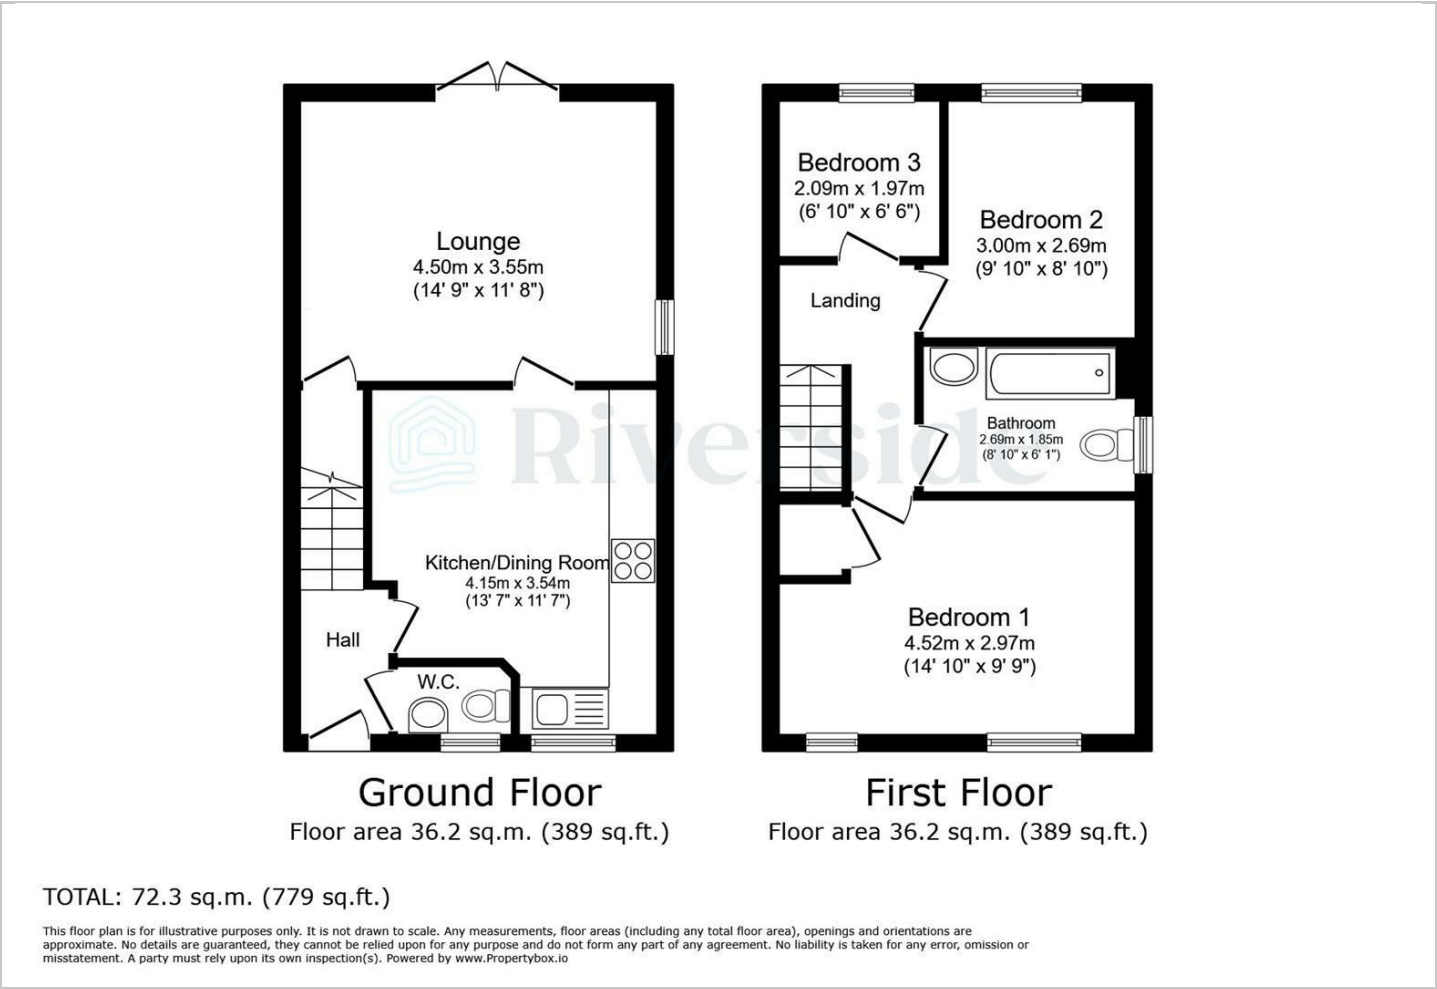 Lounge
4.50m x 3.55m
(14' 9" x 11' 8")
Riverside
Kitchen/Dining Room
4.15m x 3.54m
(13' 7" x 11' 7")
Hall
W.C.
Ground Floor
Floor area 36.2 sq.m. (389 sq.ft.)
Bedroom 3
2.09m x 1.97m
(6' 10" x 6' 6")
Bedroom 2
3.00m x 2.69m
(9' 10" x 8' 10")
Landing
Bathroom
2.69m x 1.85m
(8' 10" x 6' 1")
Bedroom 1
4.52m x 2.97m
(14' 10" x 9' 9")
First Floor
Floor area 36.2 sq.m. (389 sq.ft.)
TOTAL: 72.3 sq.m. (779 sq.ft.)
This floor plan is for illustrative purposes only. It is not drawn to scale. Any measurements, floor areas (including any total floor area), openings and orientations are
approximate. No details are guaranteed, they cannot be relied upon for any purpose and do not form any part of any agreement. No liability is taken for any error, omission or
misstatement. A party must rely upon its own inspection(s). Powered by www.Propertybox.io